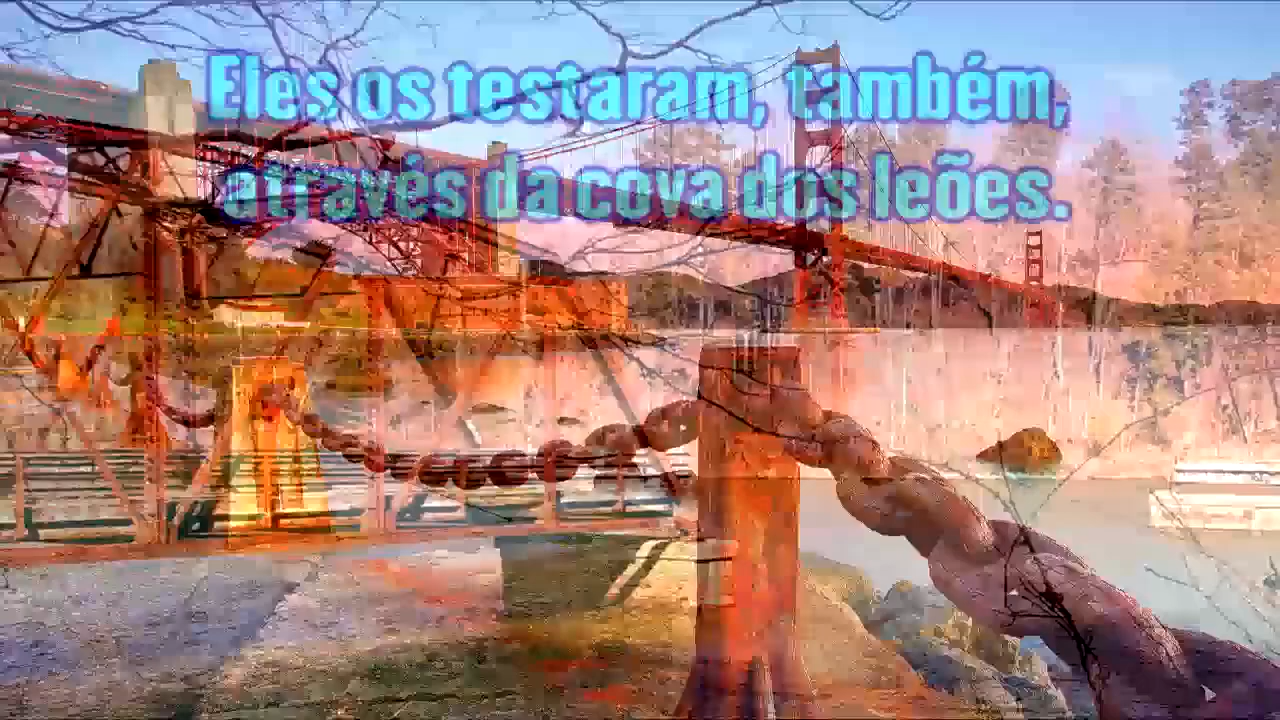 Eles os testaram, também,
através da cova dos leões.